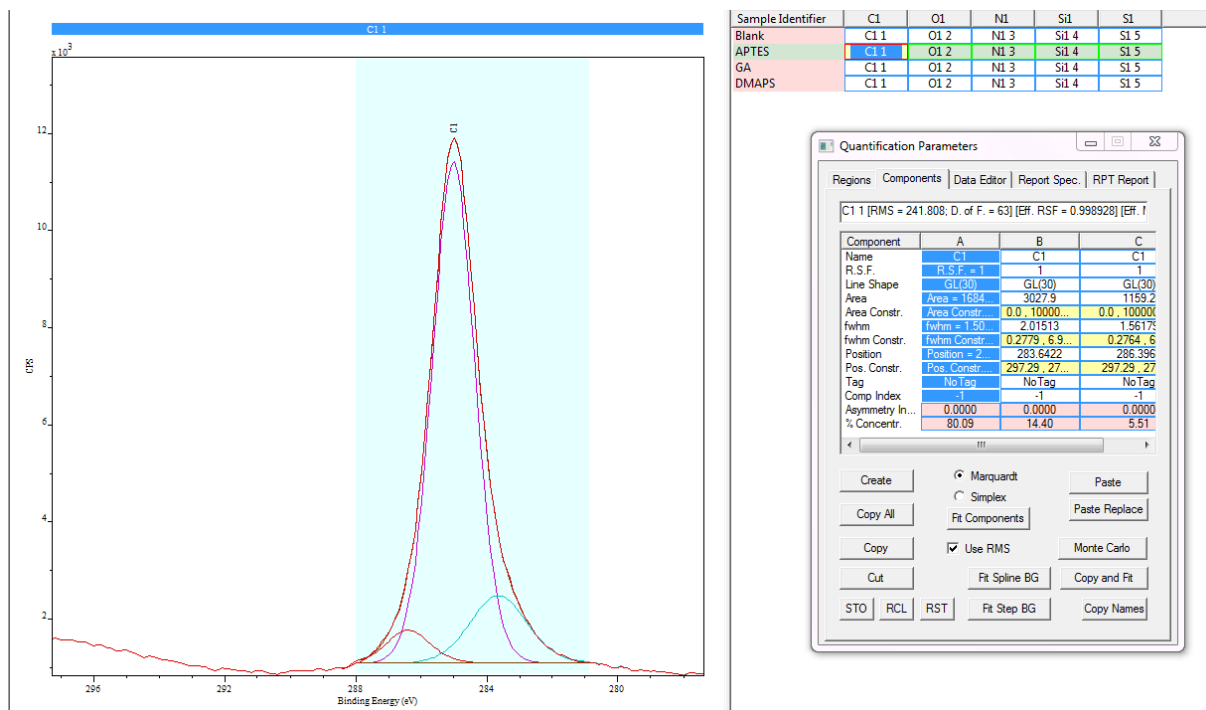 C1 1
x 10³
12
10
8
6
4
2
CPS
C1
296 292 288 284 280
Binding Energy (eV)
Sample Identifier C1 O1 N1 Si1 S1
Blank C1 1 O1 2 N1 3 Si1 4 S1 5
APTES C1 1 O1 2 N1 3 Si1 4 S1 5
GA C1 1 O1 2 N1 3 Si1 4 S1 5
DMAPS C1 1 O1 2 N1 3 Si1 4 S1 5
Quantification Parameters
Regions Components Data Editor Report Spec. RPT Report
C1 1 [RMS = 241.808; D. of F. = 63] [Eff. RSF = 0.998928] [Eff.
Component A B C
Name C1 C1 C1
R.S.F. R.S.F. = 1 1 1
Line Shape GL(30) GL(30) GL(30)
Area Area = 1684... 3027.9 1159.2
Area Constr. Area Constr.... 0.0 , 10000... 0.0 , 100000
fwhm fwhm = 1.50... 2.01513 1.56179
fwhm Constr. fwhm Constr... 0.2779 , 6.9... 0.2764 , 6
Position Position = 2... 283.6422 286.396
Pos. Constr. Pos. Constr.... 297.29 , 27... 297.29 , 27
Tag NoTag NoTag NoTag
Comp Index -1 -1 -1
Asymmetry In... 0.0000 0.0000 0.0000
% Concentr. 80.09 14.40 5.51
Create Marquardt Paste
Simplex
Copy All Fit Components Paste Replace
Copy Use RMS Monte Carlo
Cut Fit Spline BG Copy and Fit
STO RCL RST Fit Step BG Copy Names